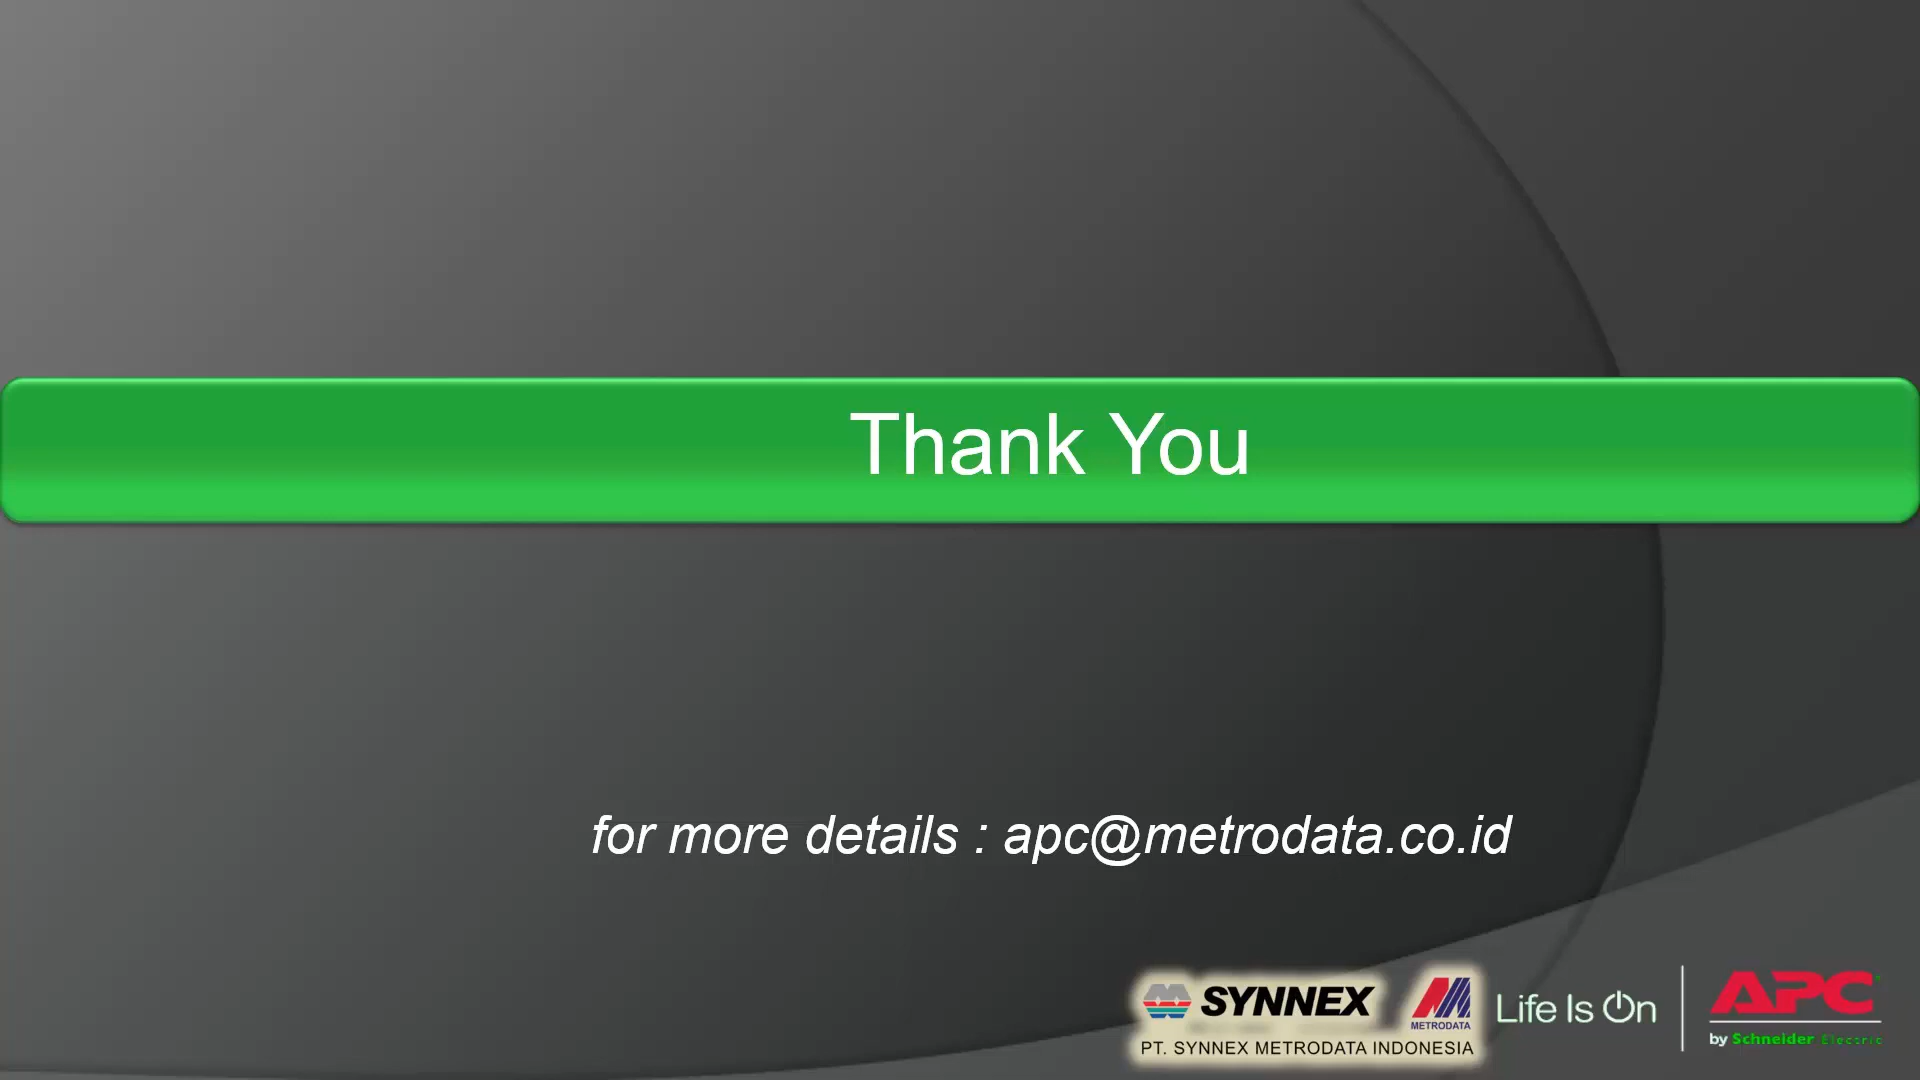 Thank You
for more details : apc@metrodata.co.id
SYNNEX
METRODATA
PT. SYNNEX METRODATA INDONESIA
Life Is On
APC
by Schneider Electric